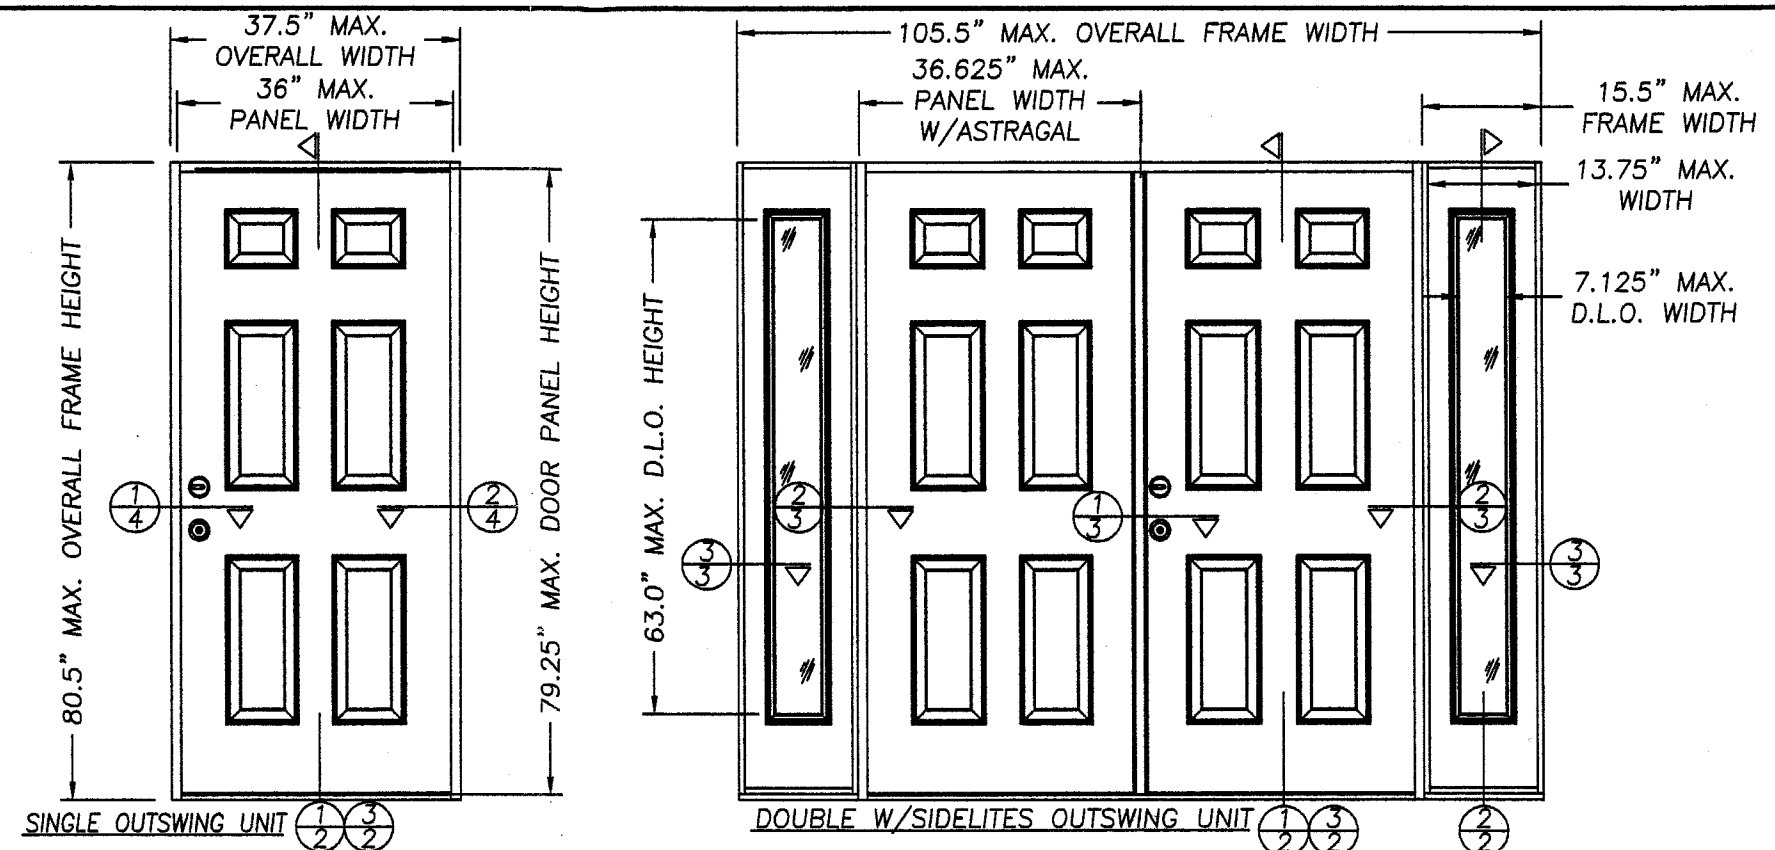 37.5" MAX.
OVERALL WIDTH
36" MAX.
PANEL WIDTH
80.5" MAX. OVERALL FRAME HEIGHT
79.25" MAX. DOOR PANEL HEIGHT
1
4
2
4
SINGLE OUTSWING UNIT
1
2
3
2
105.5" MAX. OVERALL FRAME WIDTH
36.625" MAX.
PANEL WIDTH
W/ASTRAGAL
15.5" MAX.
FRAME WIDTH
13.75" MAX.
WIDTH
7.125" MAX.
D.L.O. WIDTH
63.0" MAX. D.L.O. HEIGHT
2
3
1
3
2
3
3
3
3
3
DOUBLE W/SIDELITES OUTSWING UNIT
1
2
3
2
2
2